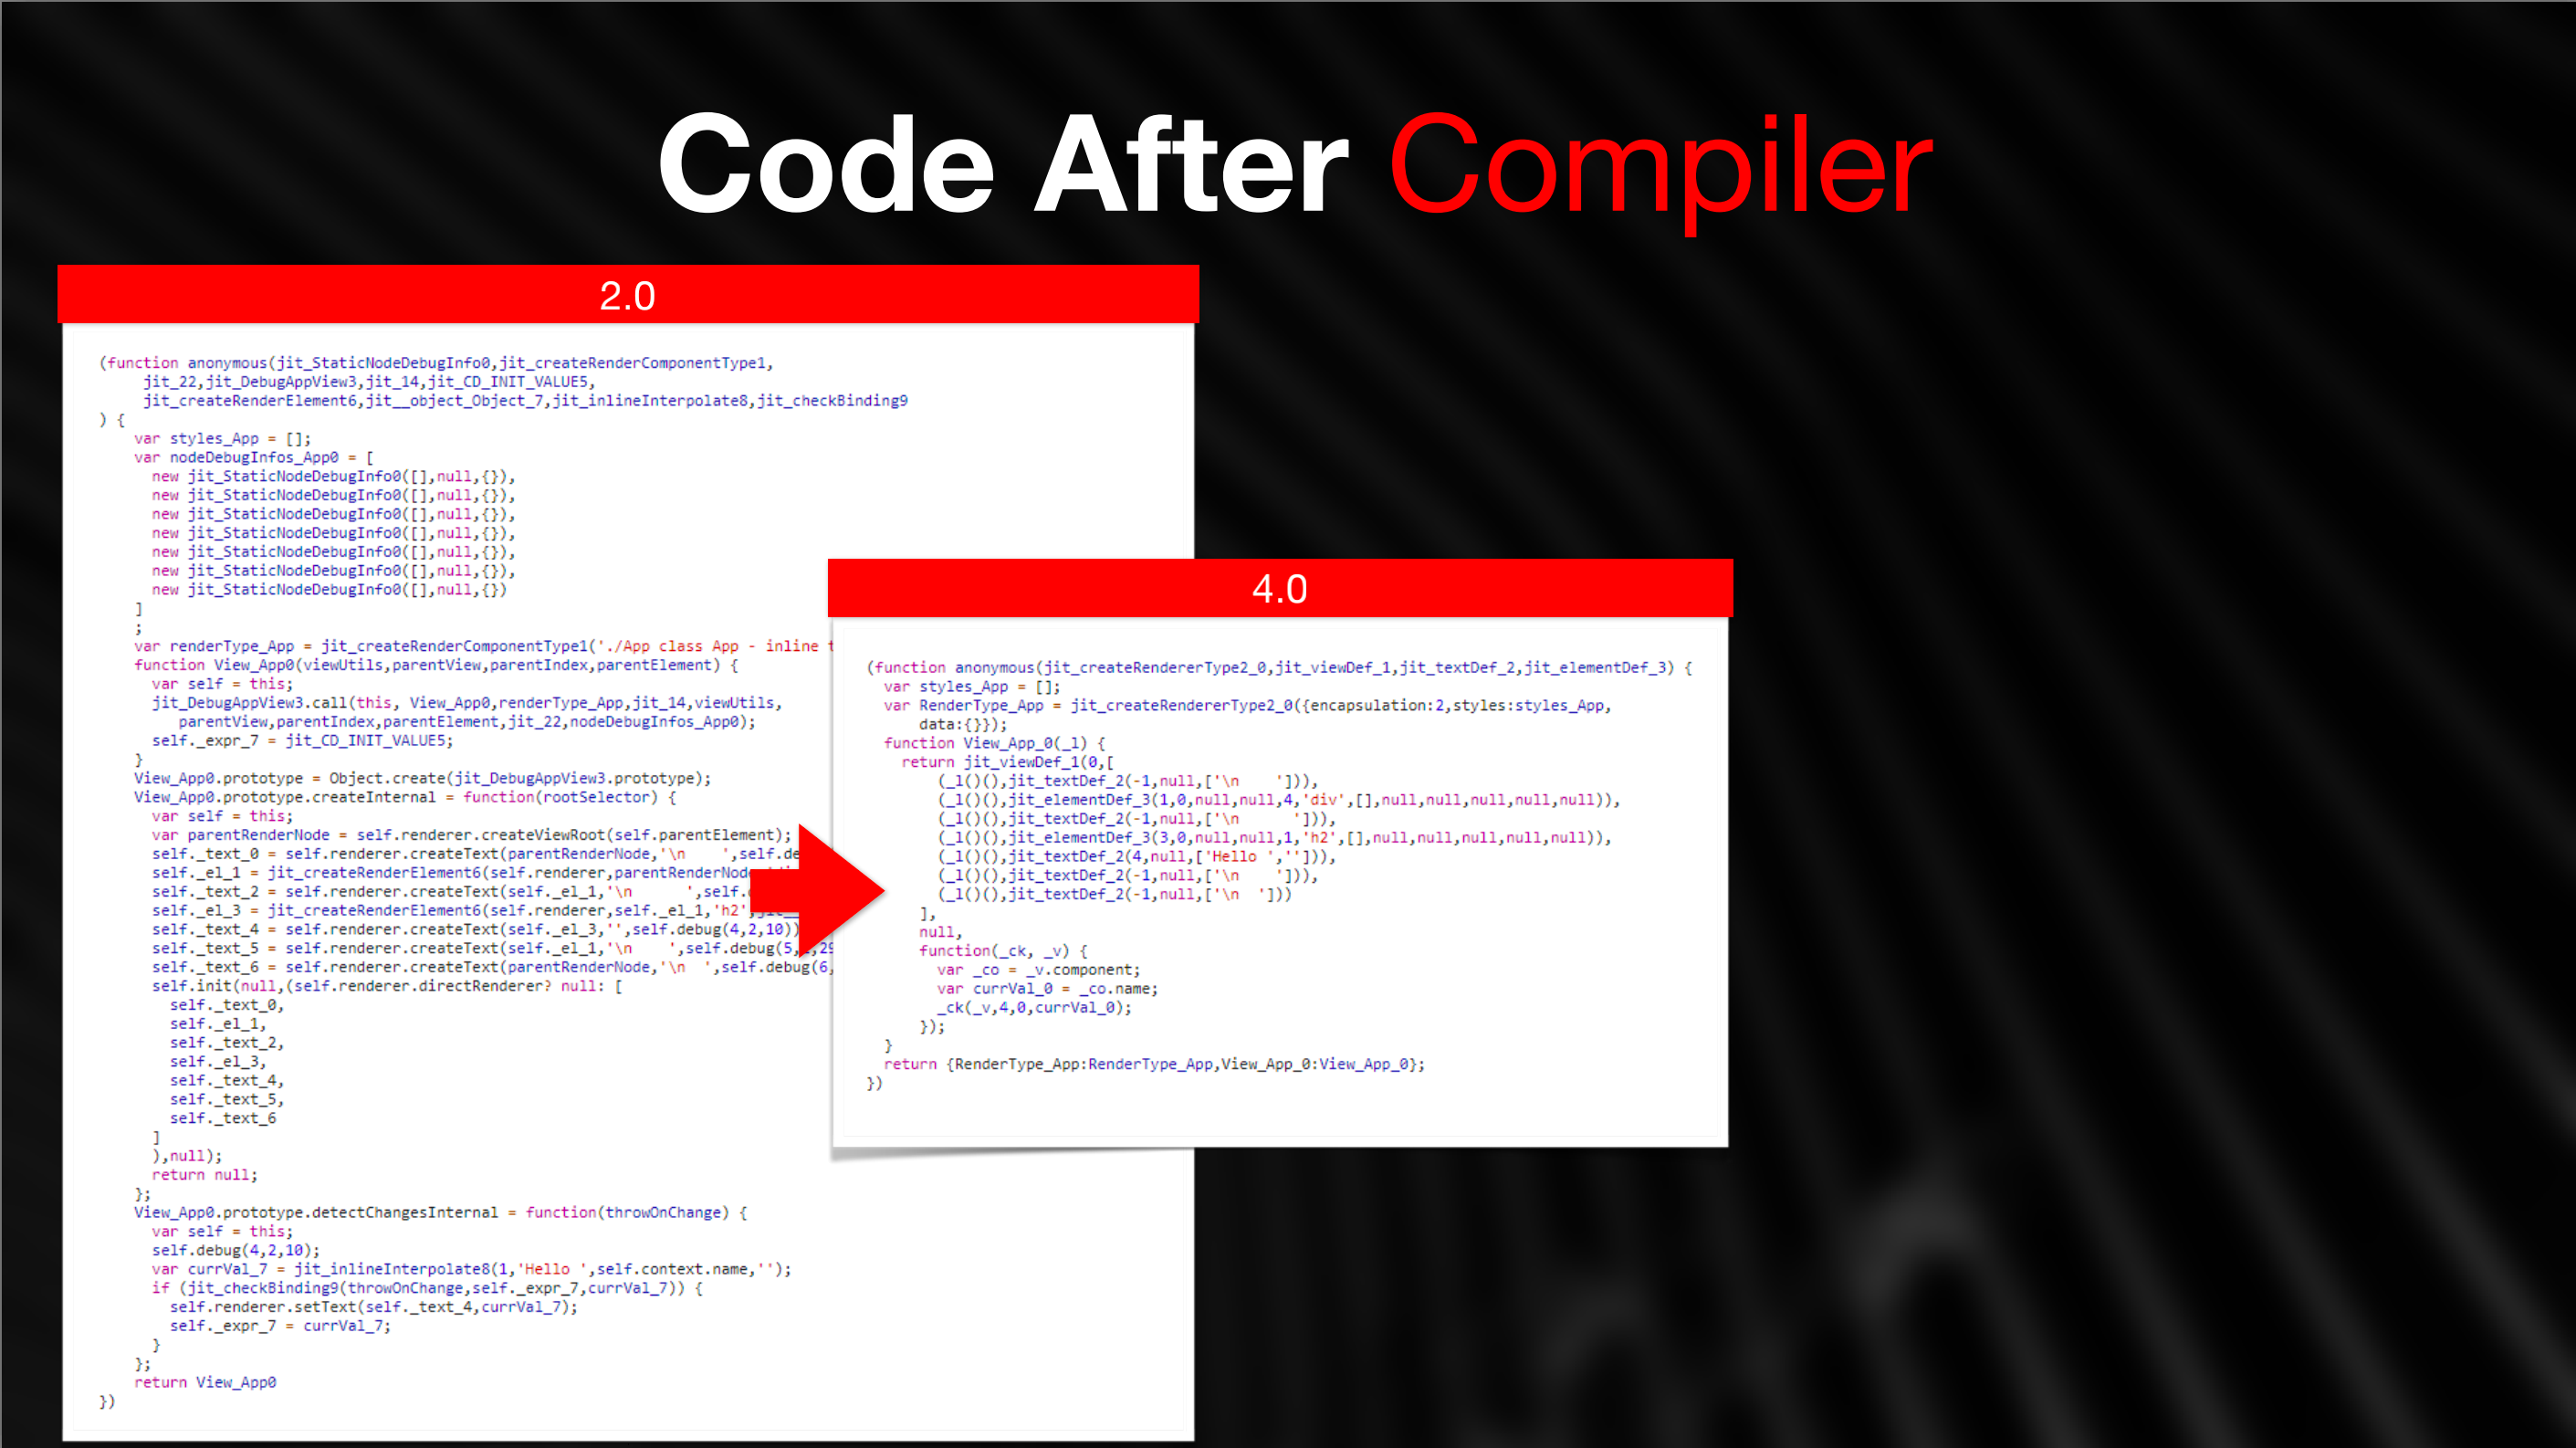 Code After Compiler
2.0
(function anonymous(jit_StaticNodeDebugInfo0,jit_createRenderComponentType1,
jit_22,jit_DebugAppView3,jit_14,jit_CD_INIT_VALUE5,
jit_createRenderElement6,jit__object_Object_7,jit_inlineInterpolate8,jit_checkBinding9
) {
var styles_App = [];
var nodeDebugInfos_App0 = [
new jit_StaticNodeDebugInfo0([],null,{}),
new jit_StaticNodeDebugInfo0([],null,{}),
new jit_StaticNodeDebugInfo0([],null,{}),
new jit_StaticNodeDebugInfo0([],null,{}),
new jit_StaticNodeDebugInfo0([],null,{}),
new jit_StaticNodeDebugInfo0([],null,{}),
new jit_StaticNodeDebugInfo0([],null,{})
]
;
var renderType_App = jit_createRenderComponentType1('./App class App - inline
function View_App0(viewUtils,parentView,parentIndex,parentElement) {
var self = this;
jit_DebugAppView3.call(this, View_App0,renderType_App,jit_14,viewUtils,
parentView,parentIndex,parentElement,jit_22,nodeDebugInfos_App0);
self._expr_7 = jit_CD_INIT_VALUE5;
}
View_App0.prototype = Object.create(jit_DebugAppView3.prototype);
View_App0.prototype.createInternal = function(rootSelector) {
var self = this;
var parentRenderNode = self.renderer.createViewRoot(self.parentElement);
self._text_0 = self.renderer.createText(parentRenderNode,'\n    ',self.de
self._el_1 = jit_createRenderElement6(self.renderer,parentRenderNode
self._text_2 = self.renderer.createText(self._el_1,'\n      ',self.
self._el_3 = jit_createRenderElement6(self.renderer,self._el_1,'h2',
self._text_4 = self.renderer.createText(self._el_3,'',self.debug(4,2,10))
self._text_5 = self.renderer.createText(self._el_1,'\n    ',self.debug(5,
self._text_6 = self.renderer.createText(parentRenderNode,'\n  ',self.debug(6,
self.init(null,(self.renderer.directRenderer? null: [
self._text_0,
self._el_1,
self._text_2,
self._el_3,
self._text_4,
self._text_5,
self._text_6
]
),null);
return null;
};
View_App0.prototype.detectChangesInternal = function(throwOnChange) {
var self = this;
self.debug(4,2,10);
var currVal_7 = jit_inlineInterpolate8(1,'Hello ',self.context.name,'');
if (jit_checkBinding9(throwOnChange,self._expr_7,currVal_7)) {
self.renderer.setText(self._text_4,currVal_7);
self._expr_7 = currVal_7;
}
};
return View_App0
})
4.0
(function anonymous(jit_createRendererType2_0,jit_viewDef_1,jit_textDef_2,jit_elementDef_3) {
var styles_App = [];
var RenderType_App = jit_createRendererType2_0({encapsulation:2,styles:styles_App,
data:{}});
function View_App_0(_l) {
return jit_viewDef_1(0,[
(_l()(),jit_textDef_2(-1,null,['\n    '])),
(_l()(),jit_elementDef_3(1,0,null,null,4,'div',[],null,null,null,null,null)),
(_l()(),jit_textDef_2(-1,null,['\n      '])),
(_l()(),jit_elementDef_3(3,0,null,null,1,'h2',[],null,null,null,null,null)),
(_l()(),jit_textDef_2(4,null,['Hello ',''])),
(_l()(),jit_textDef_2(-1,null,['\n    '])),
(_l()(),jit_textDef_2(-1,null,['\n  ']))
],
null,
function(_ck, _v) {
var _co = _v.component;
var currVal_0 = _co.name;
_ck(_v,4,0,currVal_0);
});
}
return {RenderType_App:RenderType_App,View_App_0:View_App_0};
})